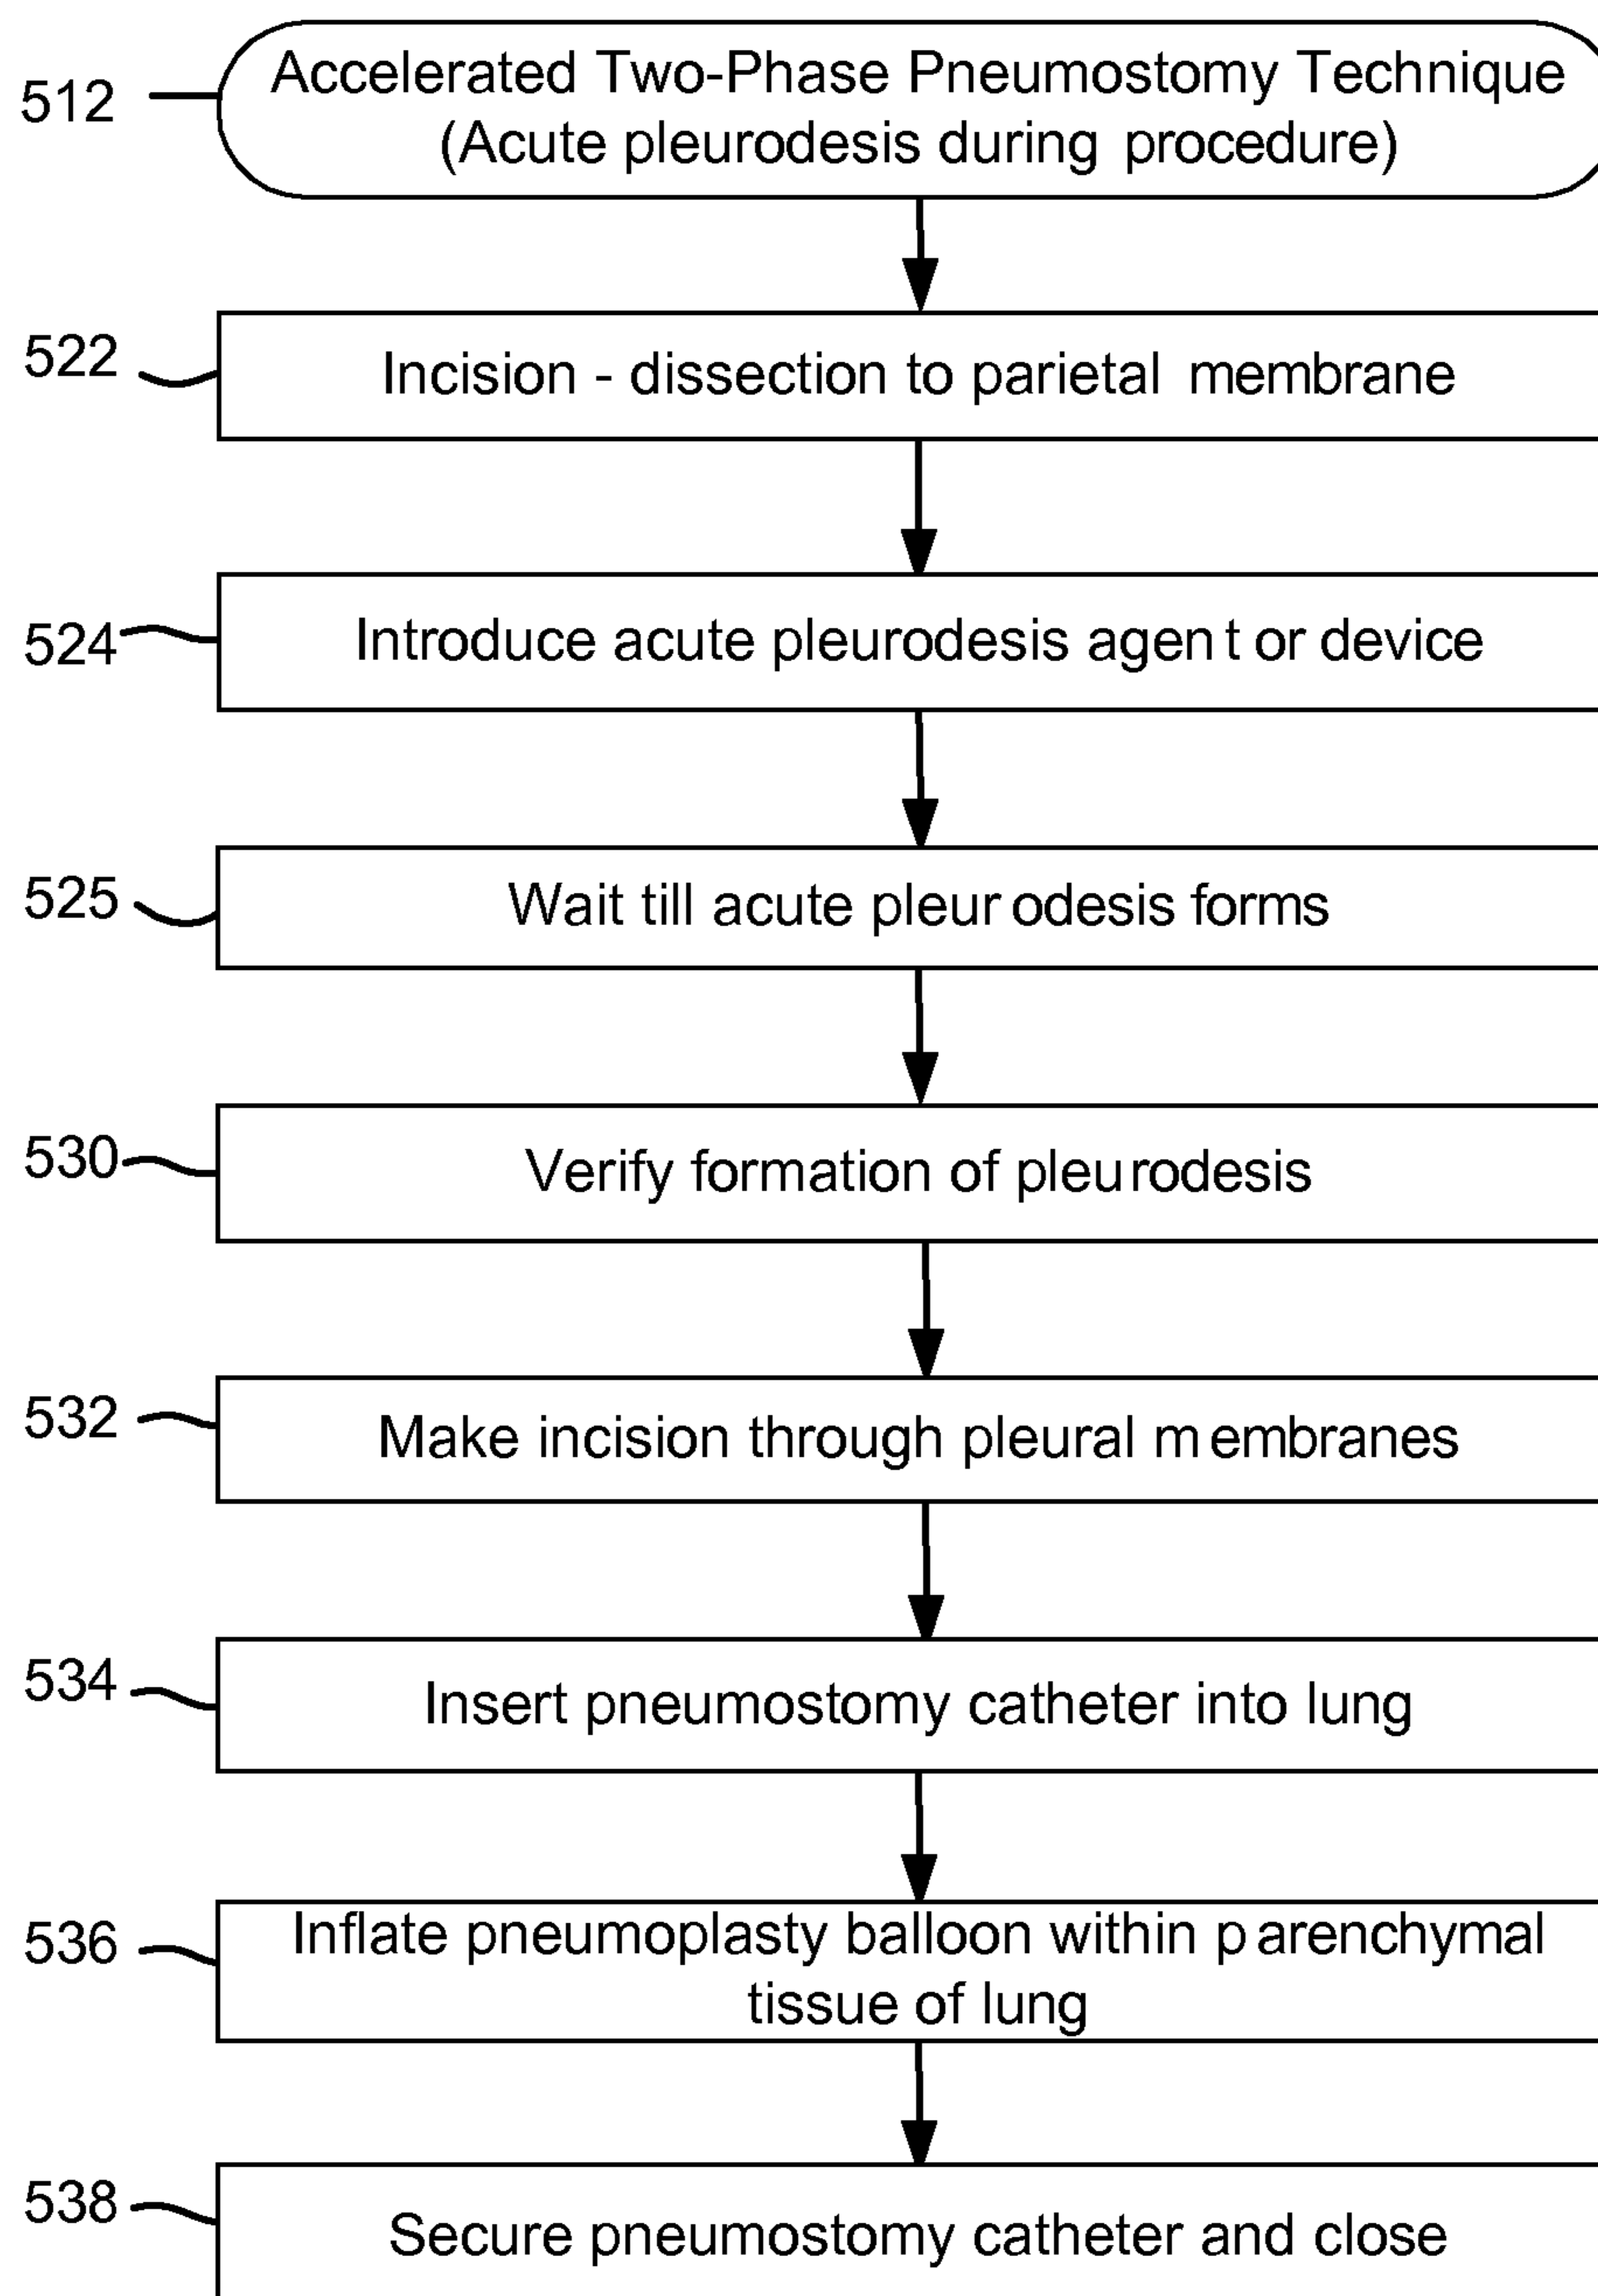 512
Accelerated Two-Phase Pneumostomy Technique
(Acute pleurodesis during procedure)
522
Incision - dissection to parietal membrane
524
Introduce acute pleurodesis agent or device
525
Wait till acute pleurodesis forms
530
Verify formation of pleurodesis
532
Make incision through pleural membranes
534
Insert pneumostomy catheter into lung
536
Inflate pneumoplasty balloon within parenchymal
tissue of lung
538
Secure pneumostomy catheter and close